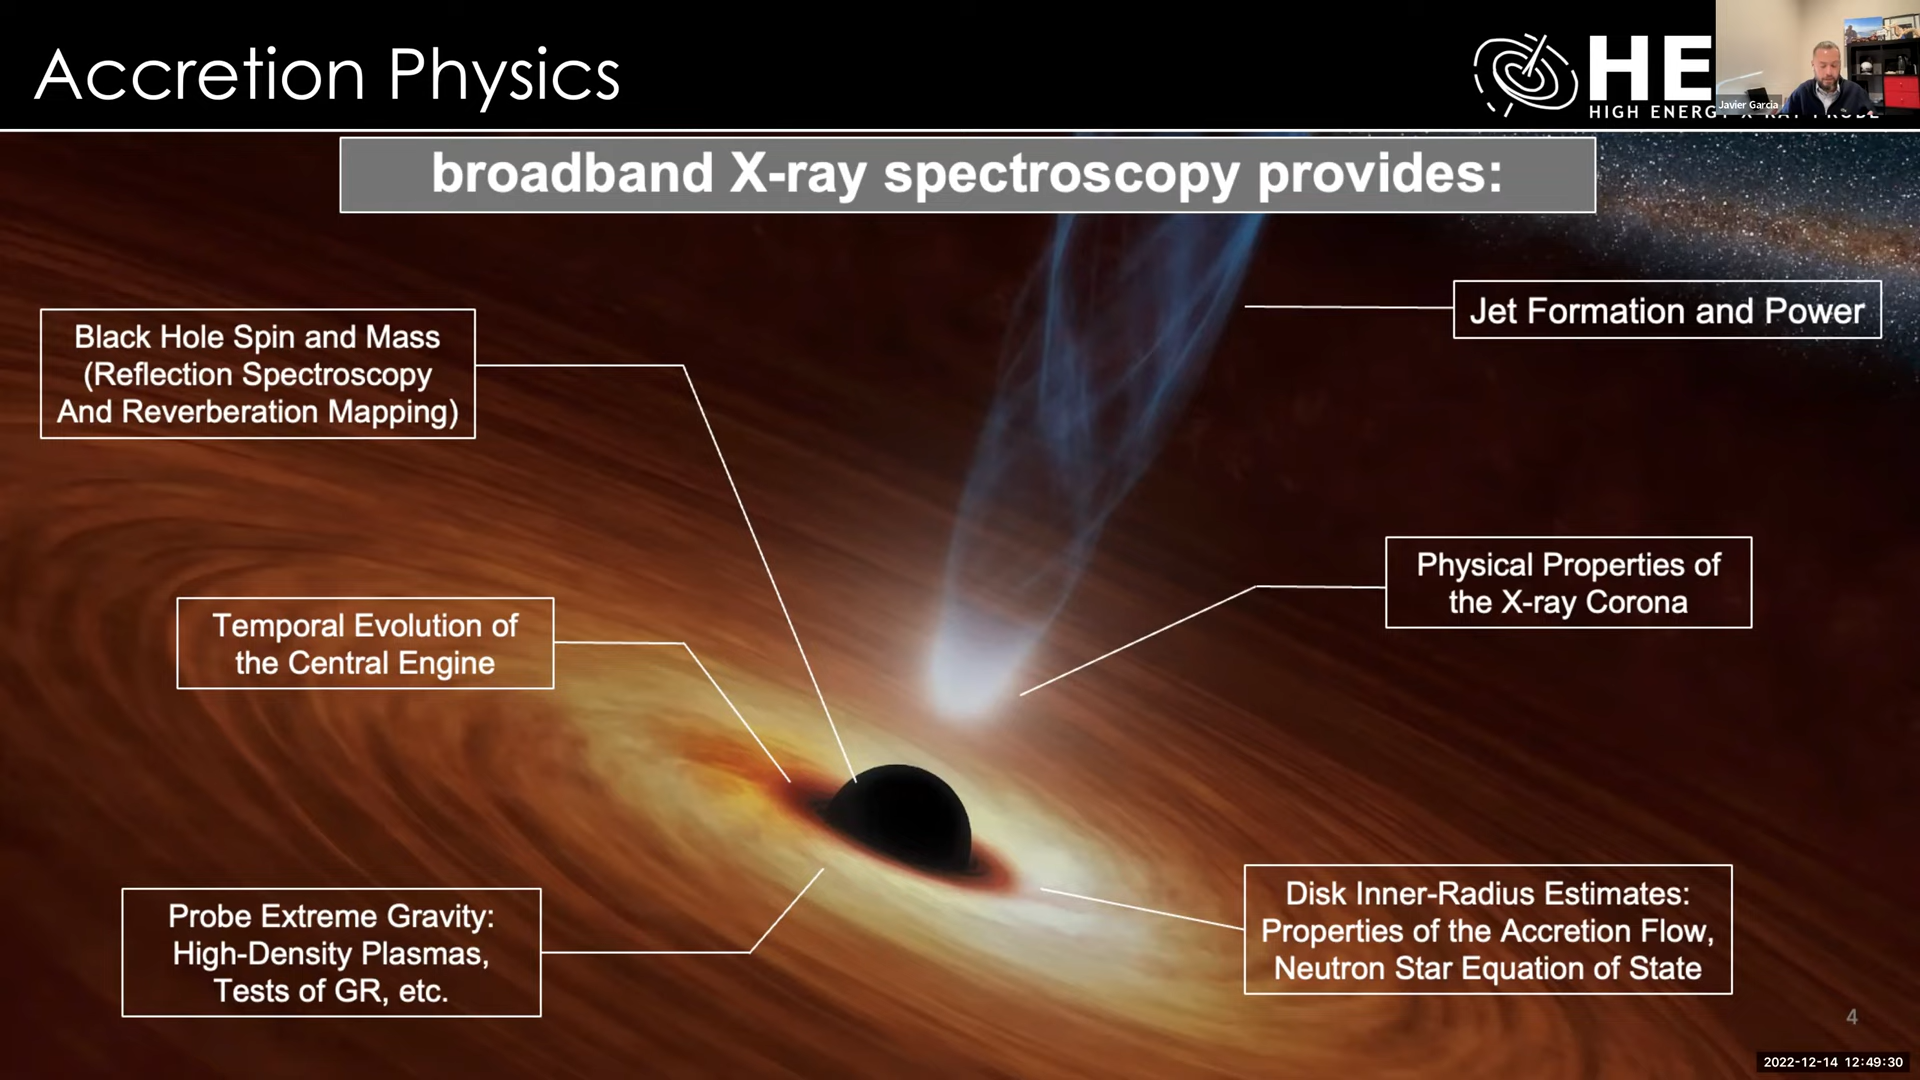 Accretion Physics
HE
HIGH ENERGY X-RAY PROBE
Javier Garcia
broadband X-ray spectroscopy provides:
Jet Formation and Power
Black Hole Spin and Mass
(Reflection Spectroscopy
And Reverberation Mapping)
Physical Properties of
the X-ray Corona
Temporal Evolution of
the Central Engine
Disk Inner-Radius Estimates:
Properties of the Accretion Flow,
Neutron Star Equation of State
Probe Extreme Gravity:
High-Density Plasmas,
Tests of GR, etc.
4
2022-12-14 12:49:30